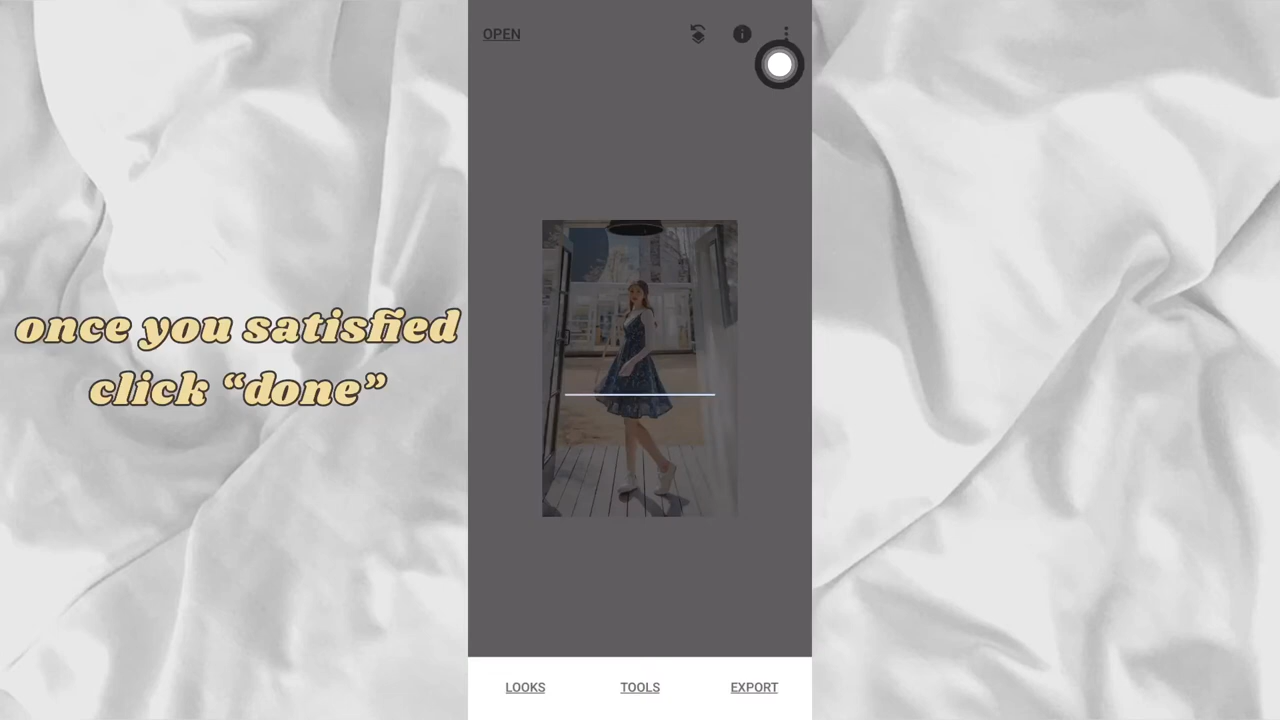 once you satisfied
click “done”
OPEN
LOOKS
TOOLS
EXPORT